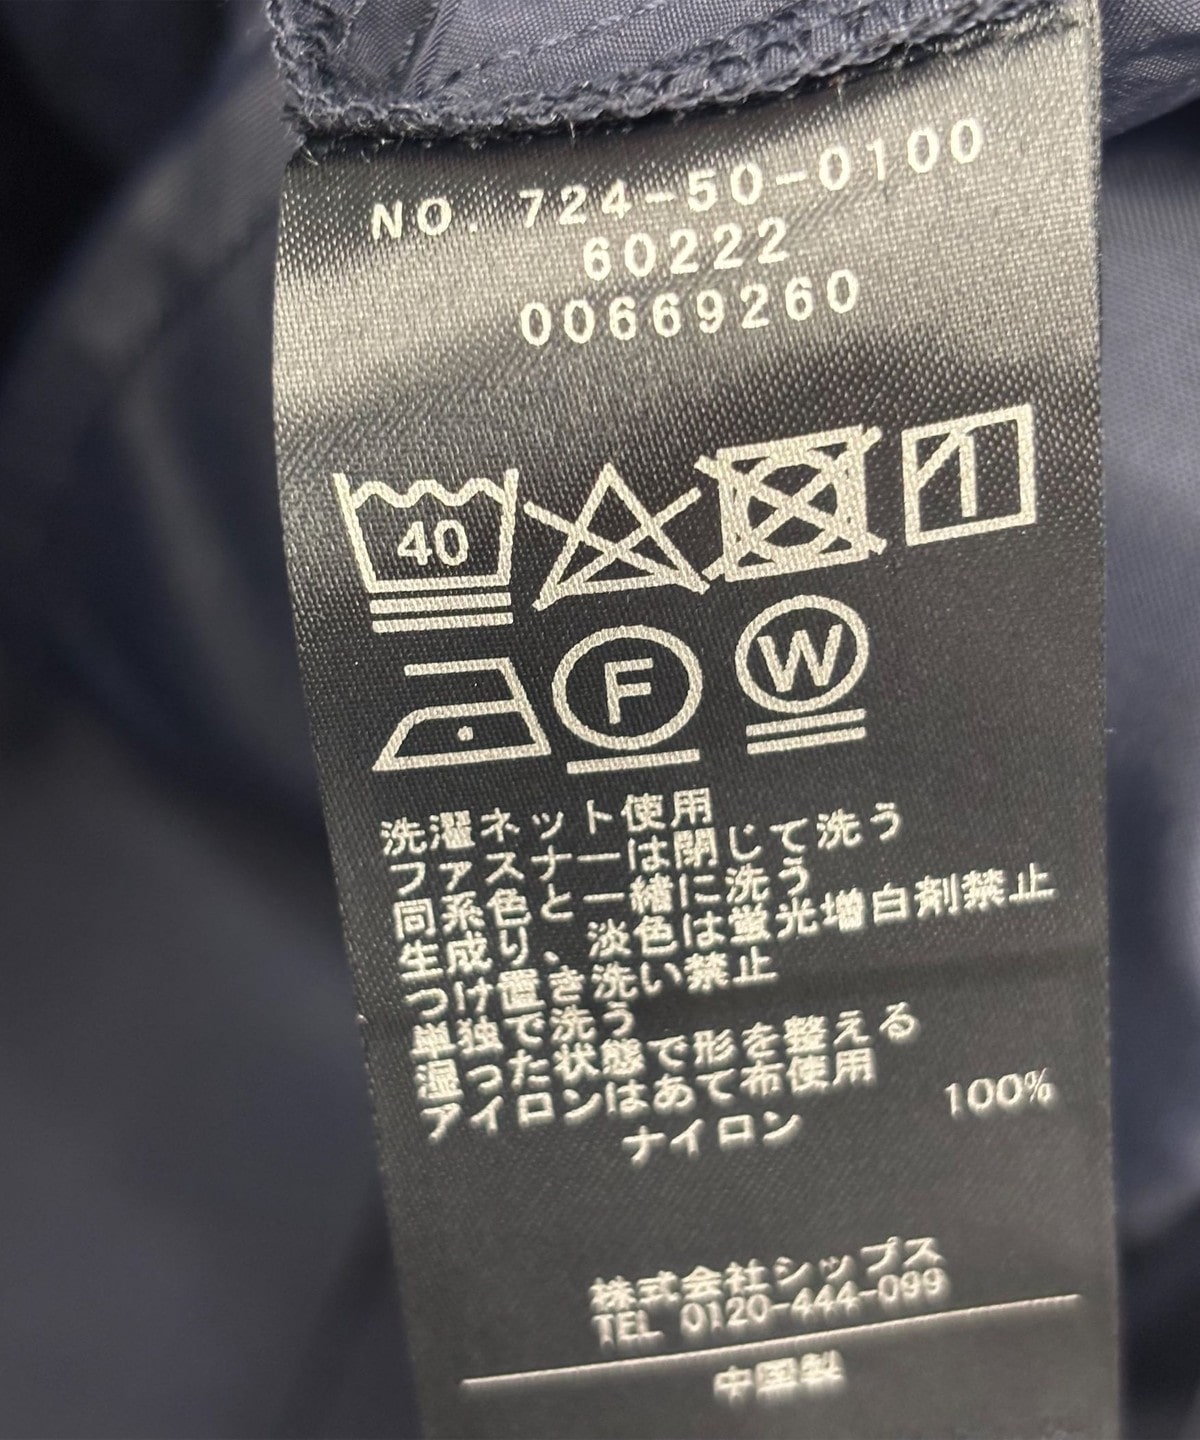 NO. 724-50-0100
60222
00669260
40
F W
洗濯ネット使用
ファスナーは閉じて洗う
同系色と一緒に洗う
生成り、淡色は蛍光増白剤禁止
つけ置き洗い禁止
単独で洗う
湿った状態で形を整える
アイロンはあて布使用
ナイロン 100%
株式会社シップス
TEL 0120-444-099
中国製